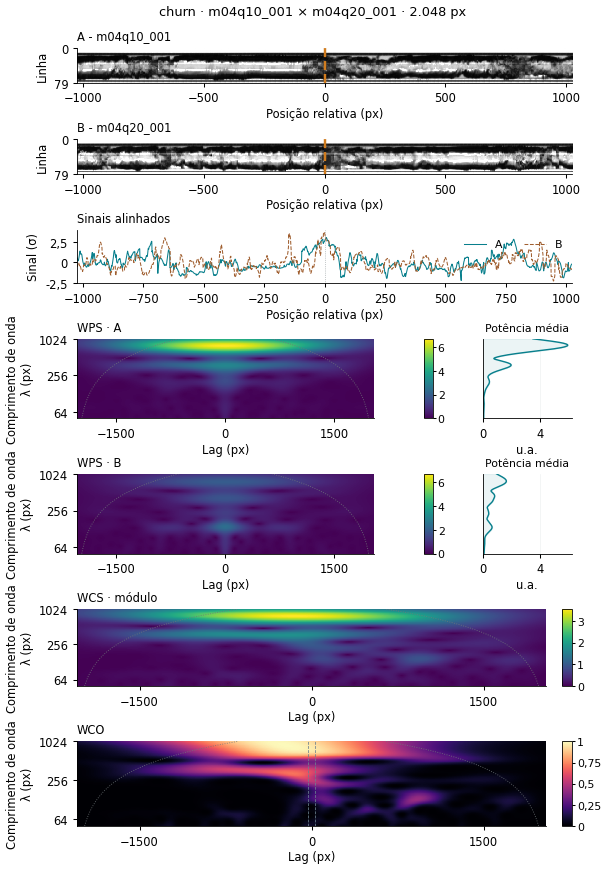 churn · m04q10_001 × m04q20_001 · 2.048 px
A - m04q10_001
0
79
Linha
−1000 −500 0 500 1000
Posição relativa (px)
B - m04q20_001
0
79
Linha
−1000 −500 0 500 1000
Posição relativa (px)
Sinais alinhados
2,5
0
−2,5
Sinal (σ)
A B
−1000 −750 −500 −250 0 250 500 750 1000
Posição relativa (px)
WPS · A
Potência média
1024
256
64
Comprimento de onda
λ (px)
−1500 0 1500
Lag (px)
6
4
2
0
0 4
u.a.
WPS · B
Potência média
1024
256
64
Comprimento de onda
λ (px)
−1500 0 1500
Lag (px)
6
4
2
0
0 4
u.a.
WCS · módulo
1024
256
64
Comprimento de onda
λ (px)
−1500 0 1500
Lag (px)
3
2
1
0
WCO
1024
256
64
Comprimento de onda
λ (px)
−1500 0 1500
Lag (px)
1
0,75
0,5
0,25
0